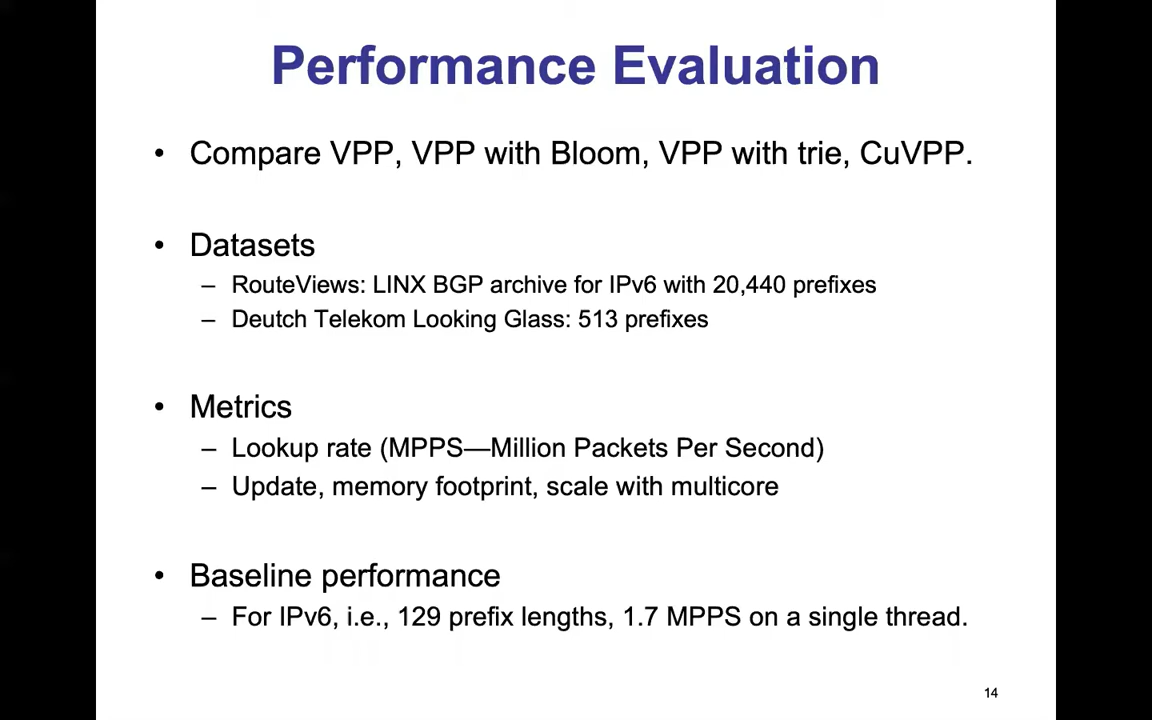 Performance Evaluation
• Compare VPP, VPP with Bloom, VPP with trie, CuVPP.
• Datasets
– RouteViews: LINX BGP archive for IPv6 with 20,440 prefixes
– Deutch Telekom Looking Glass: 513 prefixes
• Metrics
– Lookup rate (MPPS—Million Packets Per Second)
– Update, memory footprint, scale with multicore
• Baseline performance
– For IPv6, i.e., 129 prefix lengths, 1.7 MPPS on a single thread.
14